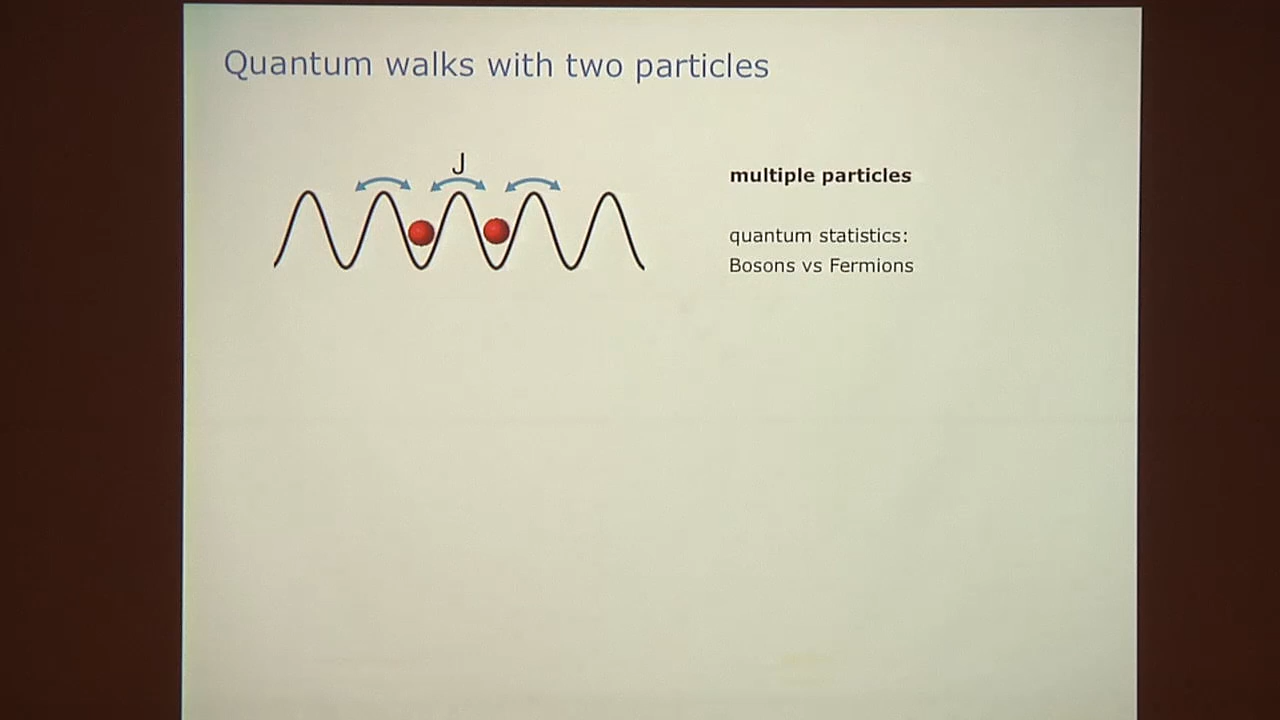 Quantum walks with two particles
J
multiple particles
quantum statistics:
Bosons vs Fermions